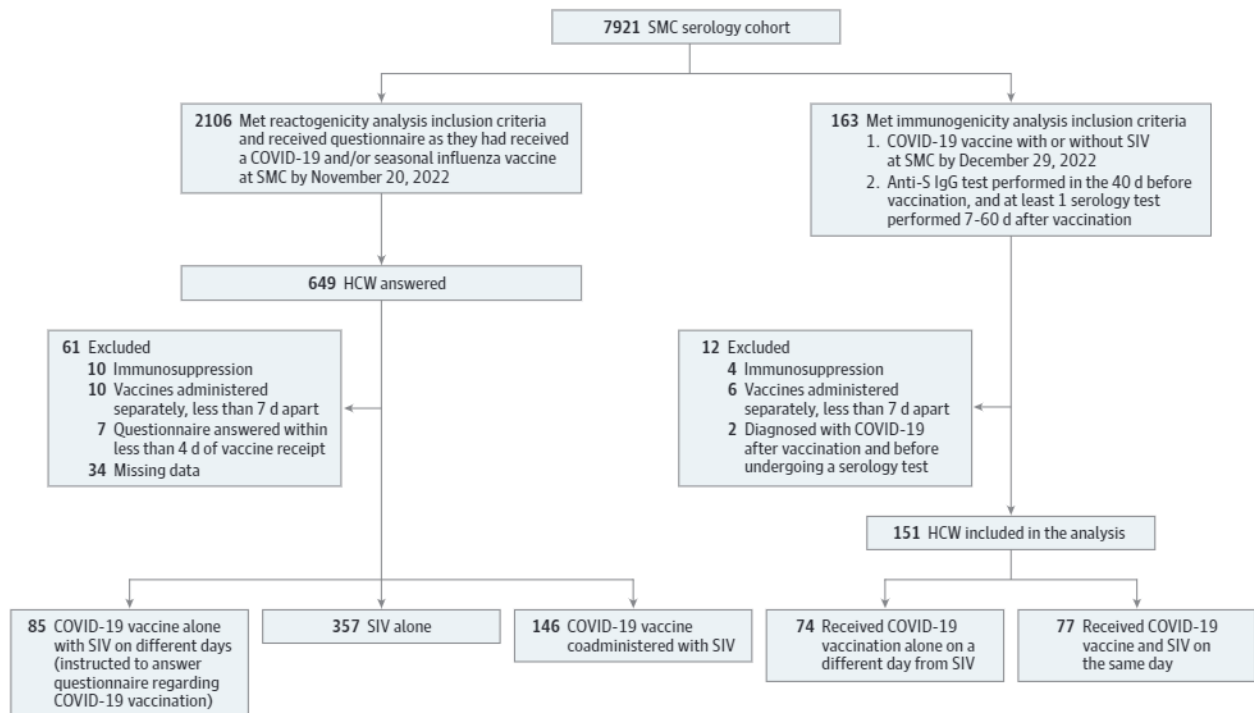 7921 SMC serology cohort
2106 Met reactogenicity analysis inclusion criteria
and received questionnaire as they had received
a COVID-19 and/or seasonal influenza vaccine
at SMC by November 20, 2022
163 Met immunogenicity analysis inclusion criteria
1. COVID-19 vaccine with or without SIV
at SMC by December 29, 2022
2. Anti-S IgG test performed in the 40 d before
vaccination, and at least 1 serology test
performed 7-60 d after vaccination
649 HCW answered
61 Excluded
10 Immunosuppression
10 Vaccines administered
separately, less than 7 d apart
7 Questionnaire answered within
less than 4 d of vaccine receipt
34 Missing data
12 Excluded
4 Immunosuppression
6 Vaccines administered
separately, less than 7 d apart
2 Diagnosed with COVID-19
after vaccination and before
undergoing a serology test
151 HCW included in the analysis
85 COVID-19 vaccine alone
with SIV on different days
(instructed to answer
questionnaire regarding
COVID-19 vaccination)
357 SIV alone
146 COVID-19 vaccine
coadministered with SIV
74 Received COVID-19
vaccination alone on a
different day from SIV
77 Received COVID-19
vaccine and SIV on
the same day